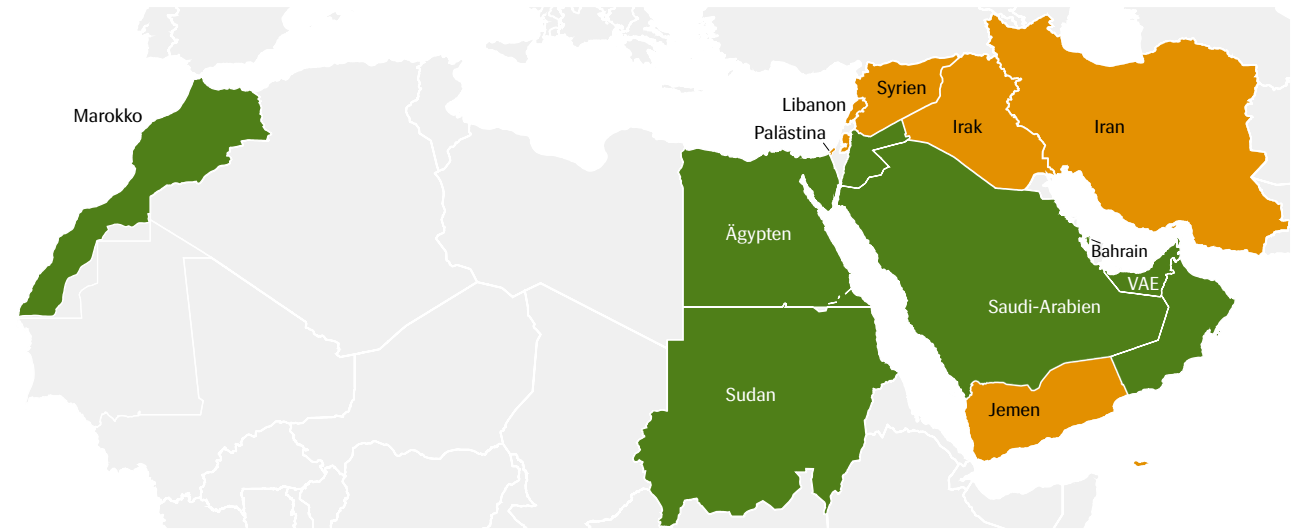 Marokko
Syrien
Libanon
Palästina
Irak
Iran
Ägypten
Bahrain
VAE
Saudi-Arabien
Sudan
Jemen